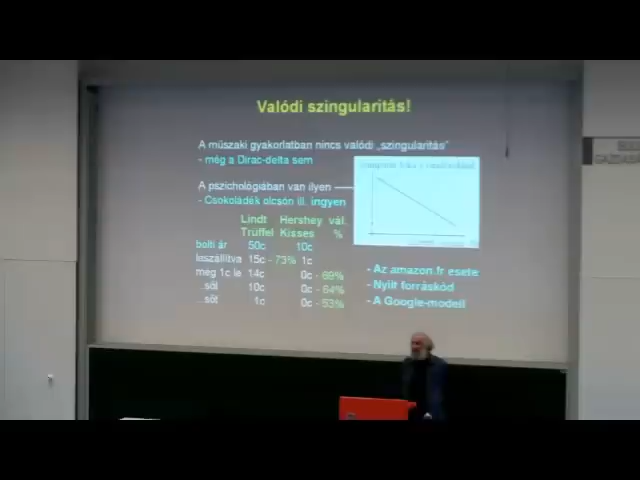 Valódi szingularitás!
A műszaki gyakorlatban nincs valódi „szingularitás”
- még a Dirac-delta sem
A pszichológiában van ilyen
- Csokoládék olcsón ill. ingyen
Lindt Hershey vál.
Trüffel Kisses %
bolti ár 50c 10c
leszállítva 15c - 73% 1c
még 1c le 14c 0c - 69%
..sőt 10c 0c - 64%
..sőt 1c 0c - 53%
- Az amazon.fr esete
- Nyílt forráskód
- A Google-modell